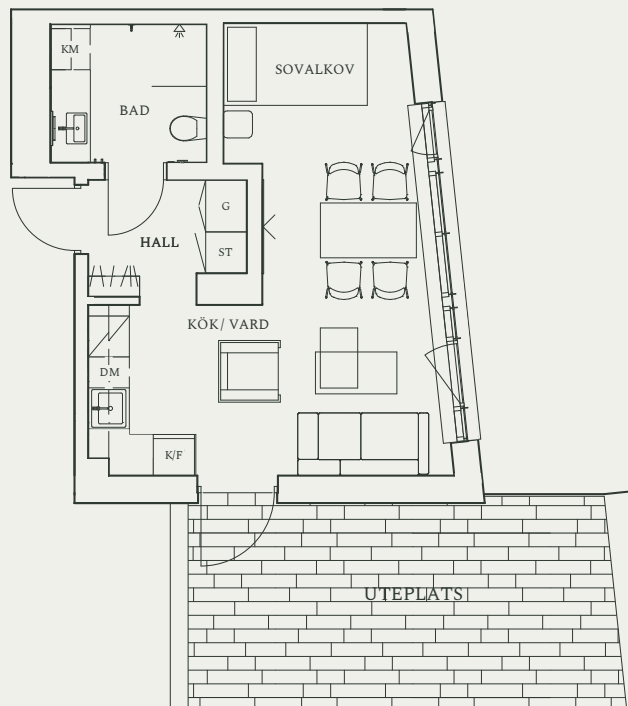 KM
SOVALKOV
BAD
G
HALL
ST
KÖK/ VARD
DM
K/F
UTEPLATS